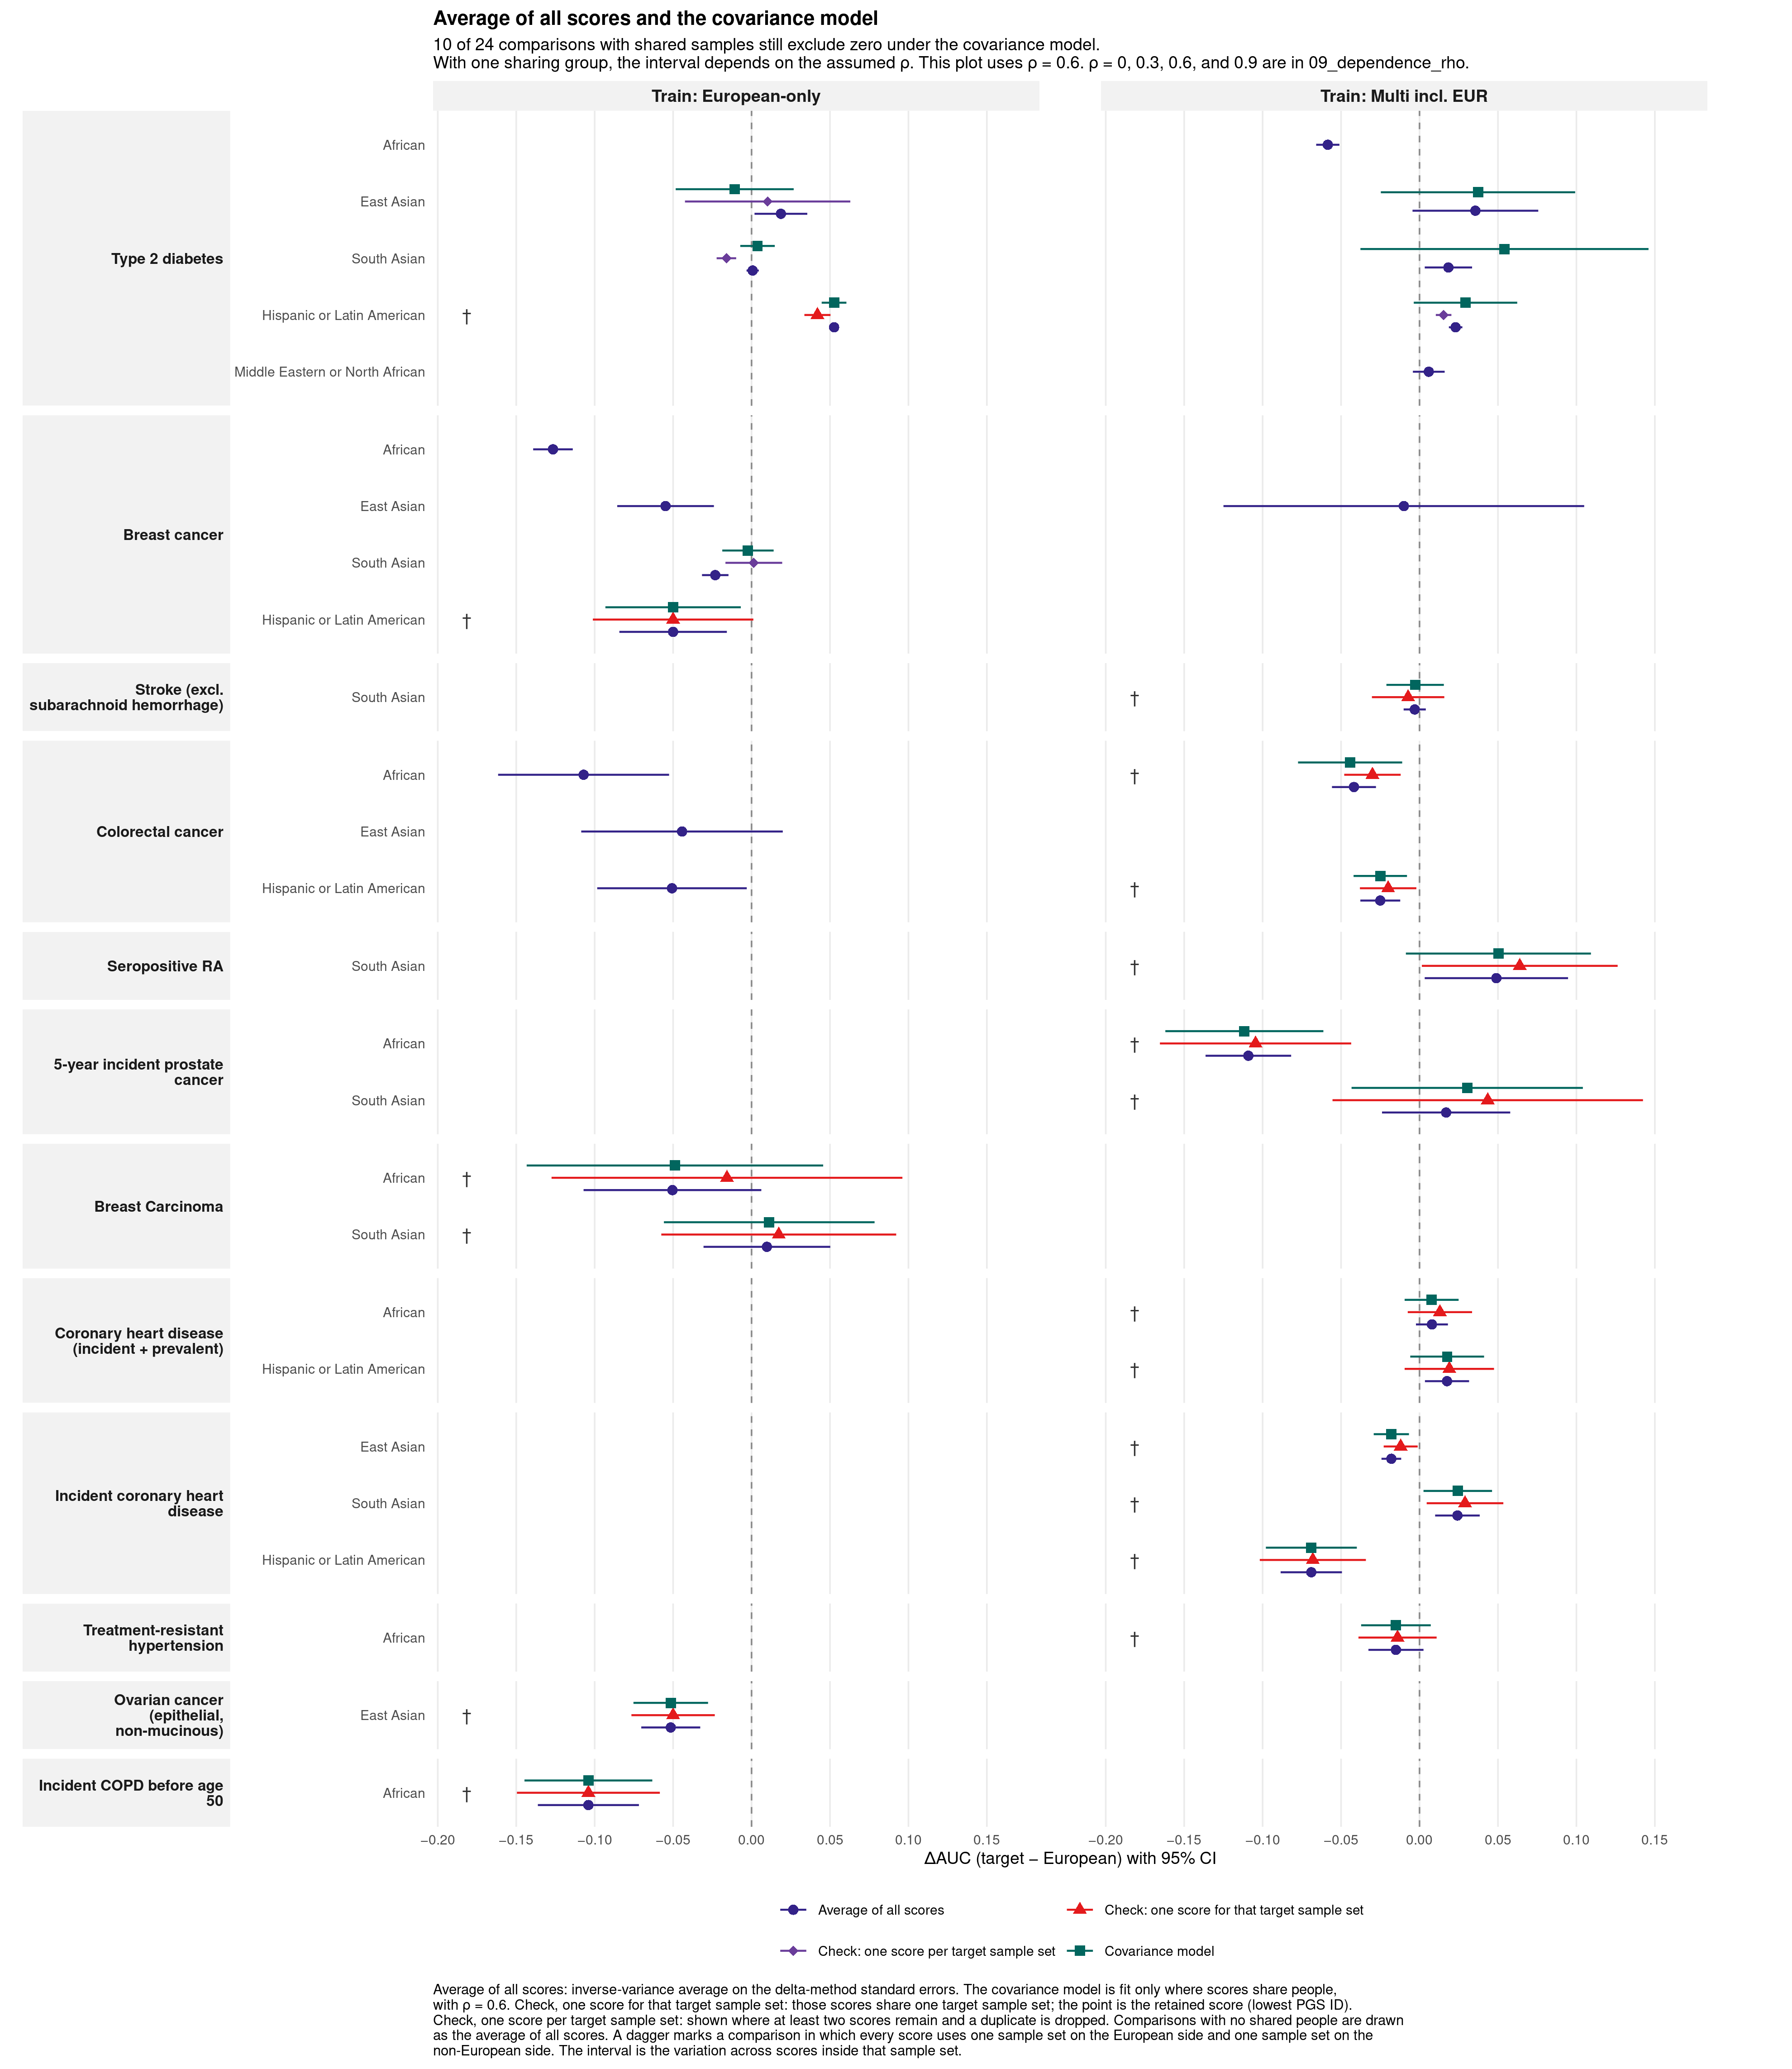 Average of all scores and the covariance model
10 of 24 comparisons with shared samples still exclude zero under the covariance model.
With one sharing group, the interval depends on the assumed ρ. This plot uses ρ = 0.6. ρ = 0, 0.3, 0.6, and 0.9 are in 09_dependence_rho.
Train: European-only
Train: Multi incl. EUR
Type 2 diabetes
African
East Asian
South Asian
Hispanic or Latin American
†
Middle Eastern or North African
Breast cancer
African
East Asian
South Asian
Hispanic or Latin American
†
Stroke (excl.
subarachnoid hemorrhage)
South Asian
†
Colorectal cancer
African
†
East Asian
Hispanic or Latin American
†
Seropositive RA
South Asian
†
5-year incident prostate
cancer
African
†
South Asian
†
Breast Carcinoma
African
†
South Asian
†
Coronary heart disease
(incident + prevalent)
African
†
Hispanic or Latin American
†
Incident coronary heart
disease
East Asian
†
South Asian
†
Hispanic or Latin American
†
Treatment-resistant
hypertension
African
†
Ovarian cancer
(epithelial,
non-mucinous)
East Asian
†
Incident COPD before age
50
African
†
−0.20 −0.15 −0.10 −0.05 0.00 0.05 0.10 0.15
−0.20 −0.15 −0.10 −0.05 0.00 0.05 0.10 0.15
ΔAUC (target − European) with 95% CI
Average of all scores
Check: one score for that target sample set
Check: one score per target sample set
Covariance model
Average of all scores: inverse-variance average on the delta-method standard errors. The covariance model is fit only where scores share people,
with ρ = 0.6. Check, one score for that target sample set: those scores share one target sample set; the point is the retained score (lowest PGS ID).
Check, one score per target sample set: shown where at least two scores remain and a duplicate is dropped. Comparisons with no shared people are drawn
as the average of all scores. A dagger marks a comparison in which every score uses one sample set on the European side and one sample set on the
non-European side. The interval is the variation across scores inside that sample set.